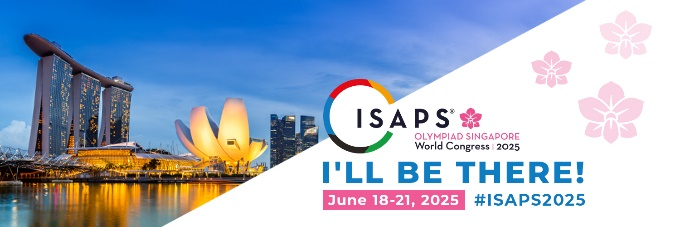 ISAPS®
OLYMPIAD SINGAPORE
World Congress | 2025
I'LL BE THERE!
June 18-21, 2025 #ISAPS2025